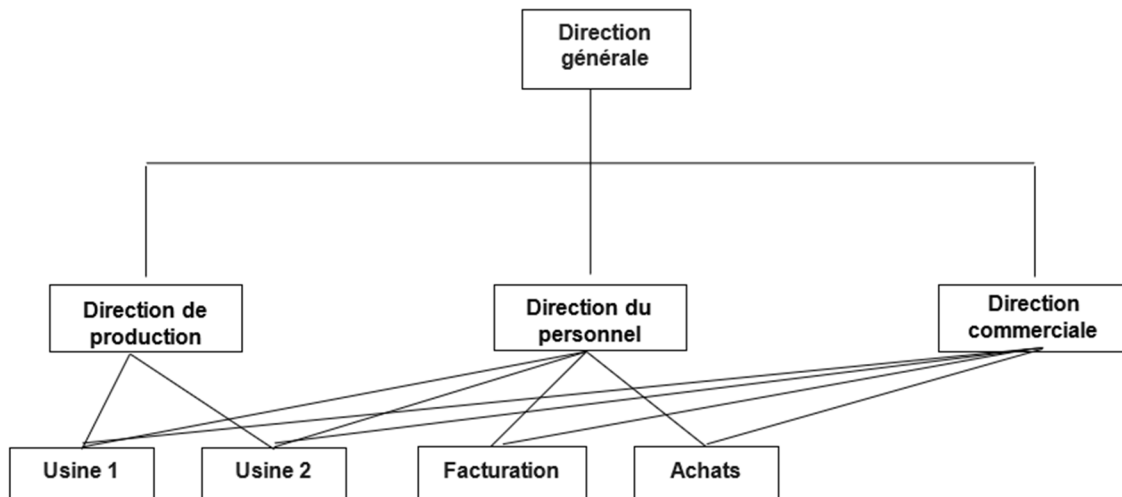 Direction
générale
Direction de
production
Direction du
personnel
Direction
commerciale
Usine 1
Usine 2
Facturation
Achats